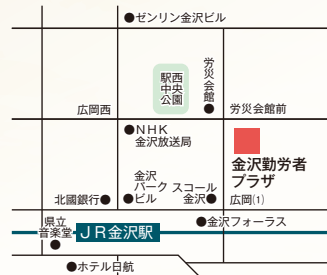 ●ゼンリン金沢ビル
駅西
中央
公園
労災会館●
広岡西
労災会館前
●NHK
金沢放送局
金沢勤労者
プラザ
金沢
パーク
●ビル
スコール
金沢●
北國銀行●
広岡(1)
県立
音楽堂
●
JR金沢駅
●金沢フォーラス
●ホテル日航